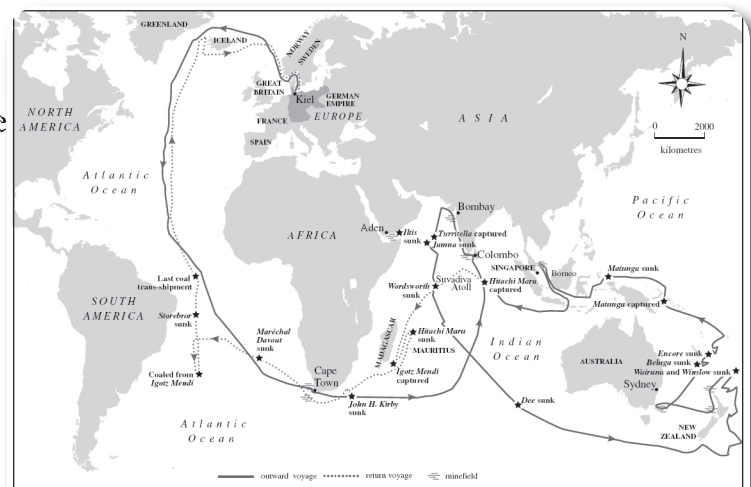 GREENLAND
ICELAND
NORWAY
SWEDEN
N
GREAT
BRITAIN
Kiel
GERMAN
EMPIRE
NORTH
AMERICA
FRANCE
EUROPE
ASIA
0 2000
kilometres
SPAIN
Atlantic
Ocean
Pacific
Ocean
Bombay
AFRICA
Aden
Iltis
sunk
Turritella captured
Jumna sunk
Colombo
SINGAPORE
Borneo
Matunga sunk
Last coal
trans-shipment
Suvadiva
Atoll
Hitachi Maru
captured
Wordsworth
sunk
Matunga captured
SOUTH
AMERICA
Storebror
sunk
Maréchal
Davout
sunk
MADAGASCAR
Hitachi Maru
sunk
MAURITIUS
Indian
Ocean
Encore sunk
Beluga sunk
Wairuna and Winslow sunk
AUSTRALIA
Igotz Mendi
captured
Coaled from
Igotz Mendi
Cape
Town
Sydney
John H. Kirby
sunk
Dee sunk
Atlantic
Ocean
NEW
ZEALAND
outward voyage return voyage minefield